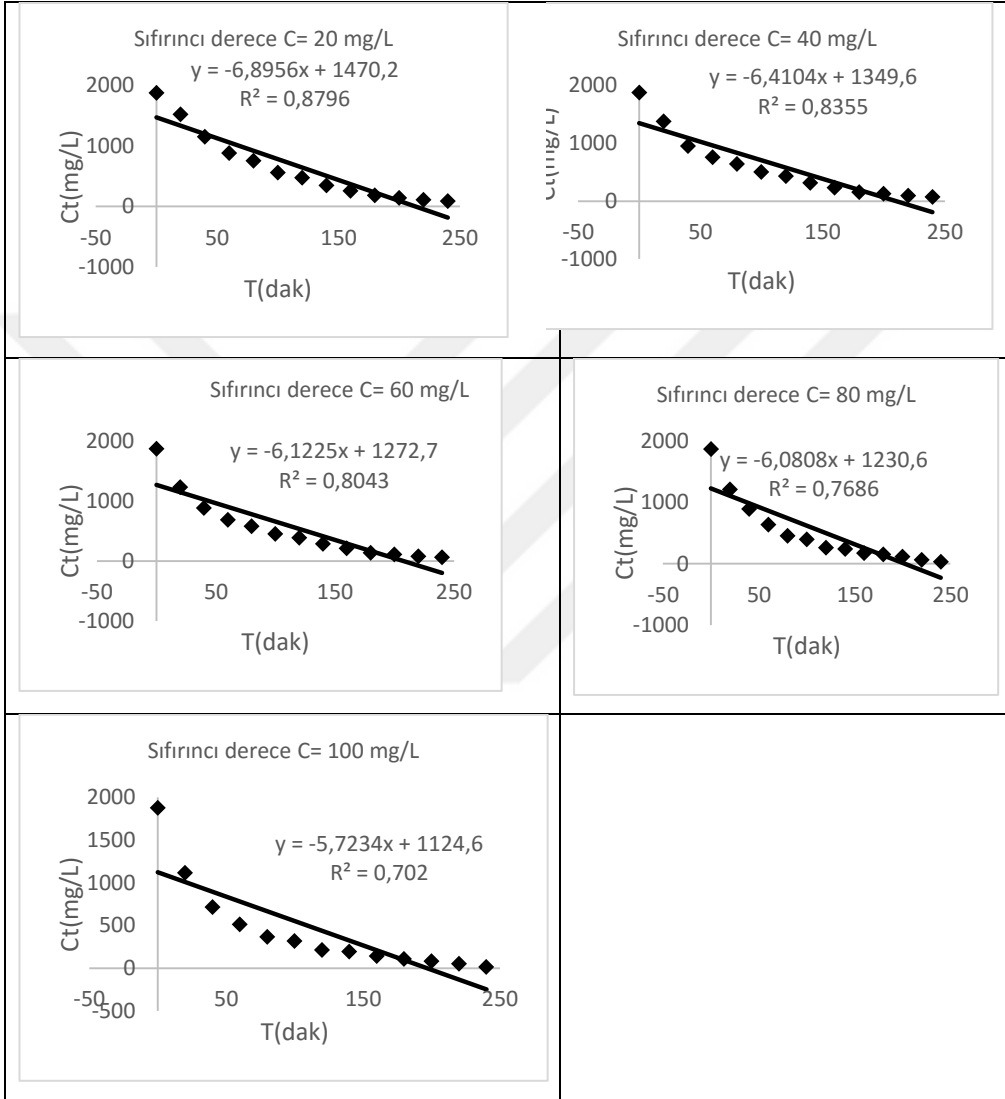 Sıfırıncı derece C= 20 mg/L
y = -6,8956x + 1470,2
R² = 0,8796
2000
1000
0
-1000
-50
50
150
250
Ct(mg/L)
T(dak)
Sıfırıncı derece C= 40 mg/L
y = -6,4104x + 1349,6
R² = 0,8355
2000
1000
0
-1000
-50
50
150
250
Ct(mg/L)
T(dak)
Sıfırıncı derece C= 60 mg/L
y = -6,1225x + 1272,7
R² = 0,8043
2000
1000
0
-1000
-50
50
150
250
Ct(mg/L)
T(dak)
Sıfırıncı derece C= 80 mg/L
y = -6,0808x + 1230,6
R² = 0,7686
2000
1000
0
-1000
-50
50
150
250
Ct(mg/L)
T(dak)
Sıfırıncı derece C= 100 mg/L
y = -5,7234x + 1124,6
R² = 0,702
2000
1500
1000
500
0
-500
-50
50
150
250
Ct(mg/L)
T(dak)